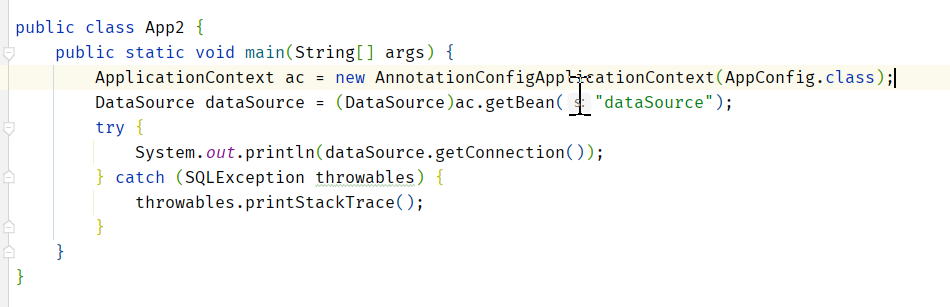 public class App2 {
public static void main(String[] args) {
ApplicationContext ac = new AnnotationConfigApplicationContext(AppConfig.class);
DataSource dataSource = (DataSource)ac.getBean( s: "dataSource");
try {
System.out.println(dataSource.getConnection());
} catch (SQLException throwables) {
throwables.printStackTrace();
}
}
}